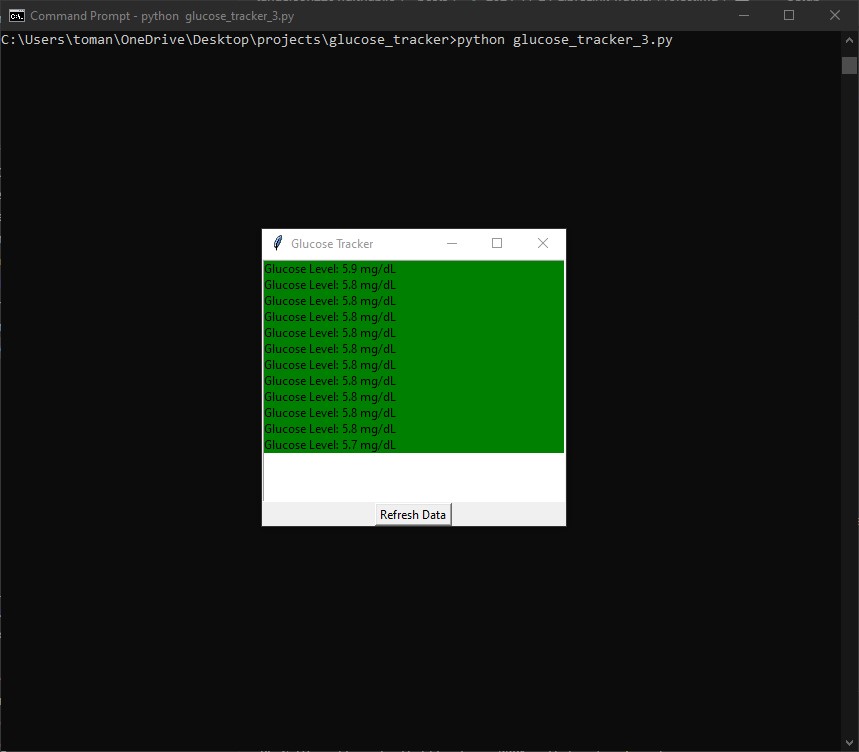 Command Prompt - python  glucose_tracker_3.py
C:\Users\toman\OneDrive\Desktop\projects\glucose_tracker>python glucose_tracker_3.py
Glucose Tracker
Glucose Level: 5.9 mg/dL
Glucose Level: 5.8 mg/dL
Glucose Level: 5.8 mg/dL
Glucose Level: 5.8 mg/dL
Glucose Level: 5.8 mg/dL
Glucose Level: 5.8 mg/dL
Glucose Level: 5.8 mg/dL
Glucose Level: 5.8 mg/dL
Glucose Level: 5.8 mg/dL
Glucose Level: 5.8 mg/dL
Glucose Level: 5.8 mg/dL
Glucose Level: 5.7 mg/dL
Refresh Data